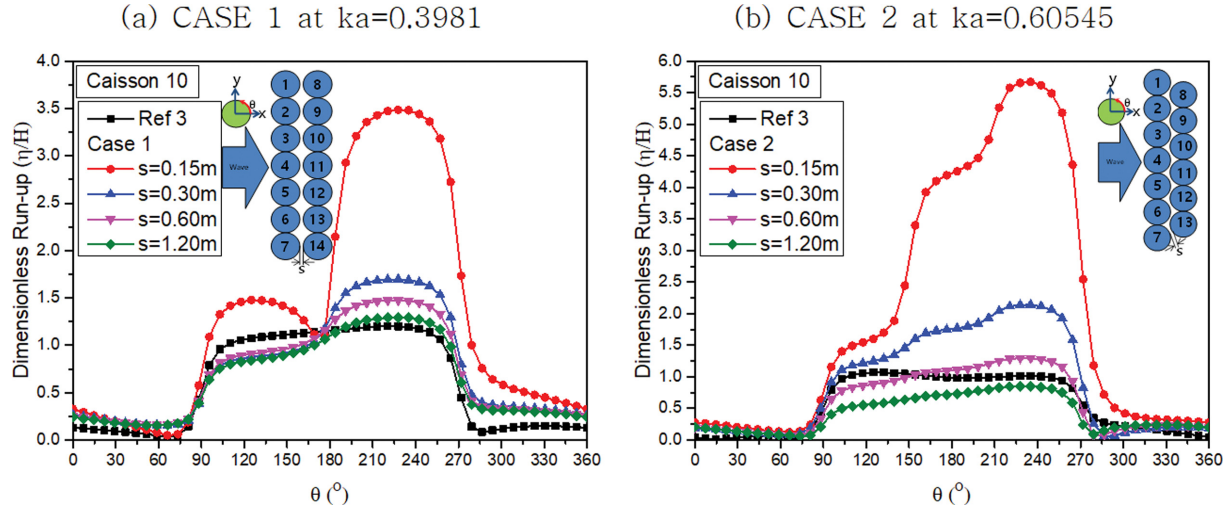 (a) CASE 1 at ka=0.3981
(b) CASE 2 at ka=0.60545
Dimensionless Run-up (η/H)
4.0
3.5
3.0
2.5
2.0
1.5
1.0
0.5
0.0
Caisson 10
Ref 3
Case 1
s=0.15m
s=0.30m
s=0.60m
s=1.20m
y
θ
x
Wave
1 8
2 9
3 10
4 11
5 12
6 13
7 14
s
0 30 60 90 120 150 180 210 240 270 300 330 360
θ (°)
Dimensionless Run-up (η/H)
6.0
5.5
5.0
4.5
4.0
3.5
3.0
2.5
2.0
1.5
1.0
0.5
0.0
Caisson 10
Ref 3
Case 2
s=0.15m
s=0.30m
s=0.60m
s=1.20m
y
θ
x
Wave
1
8
2
9
3
10
4
11
5
12
6
13
7
s
0 30 60 90 120 150 180 210 240 270 300 330 360
θ (°)